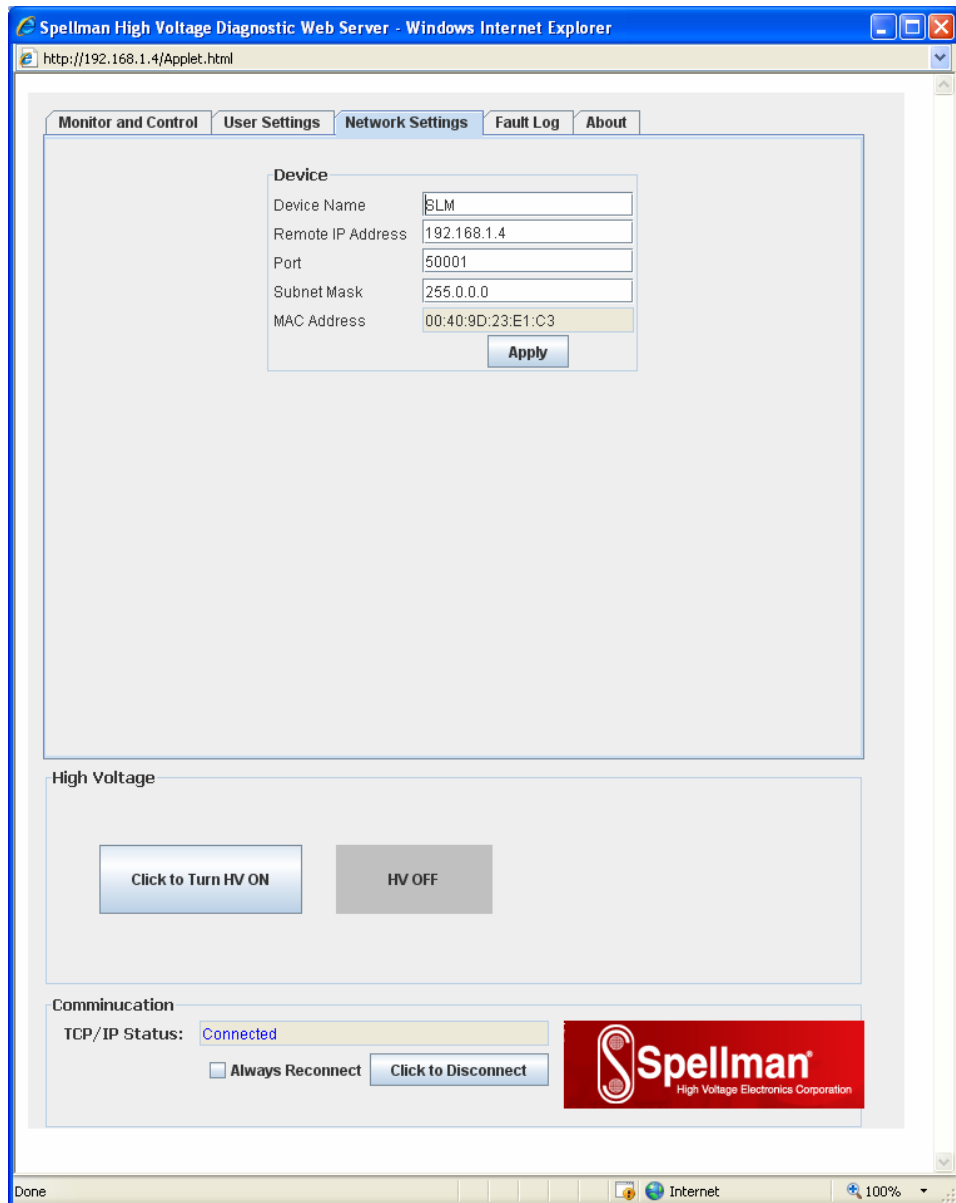 Spellman High Voltage Diagnostic Web Server - Windows Internet Explorer
http://192.168.1.4/Applet.html
Monitor and Control User Settings Network Settings Fault Log About
Device
Device Name SLM
Remote IP Address 192.168.1.4
Port 50001
Subnet Mask 255.0.0.0
MAC Address 00:40:9D:23:E1:C3
Apply
High Voltage
Click to Turn HV ON HV OFF
Comminucation
TCP/IP Status: Connected
Always Reconnect Click to Disconnect
Spellman®
High Voltage Electronics Corporation
Done Internet 100%